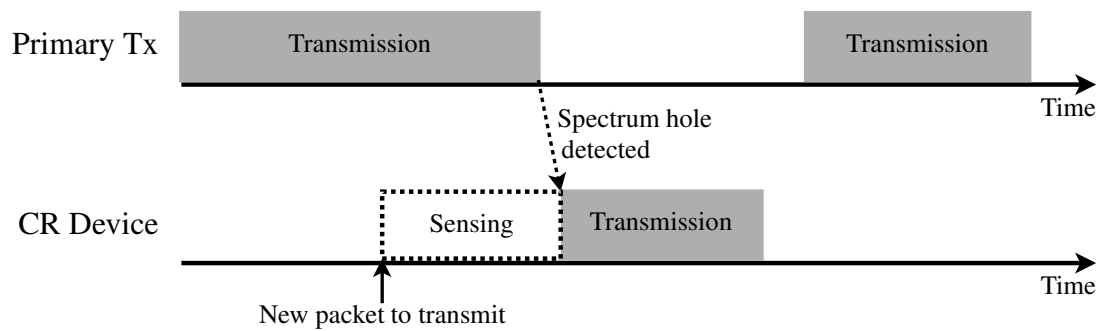 Primary Tx
Transmission
Transmission
Time
Spectrum hole
detected
CR Device
Sensing
Transmission
Time
New packet to transmit